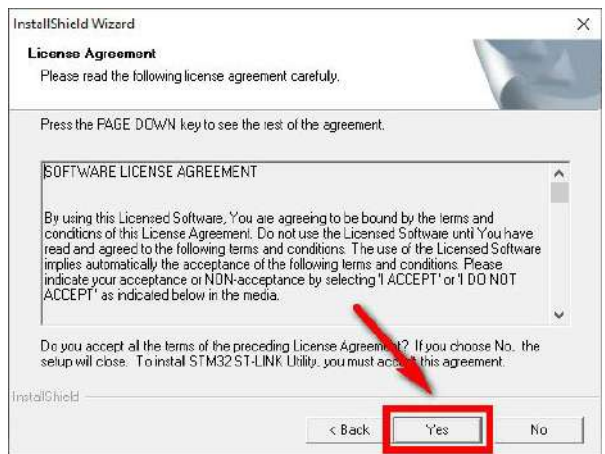 InstallShield Wizard
License Agreement
Please read the following license agreement carefully.
Press the PAGE DOWN key to see the rest of the agreement.
SOFTWARE LICENSE AGREEMENT
By using this Licensed Software, You are agreeing to be bound by the terms and
conditions of this License Agreement. Do not use the Licensed Software until You have
read and agreed to the following terms and conditions. The use of the Licensed Software
implies automatically the acceptance of the following terms and conditions. Please
indicate your acceptance or NON-acceptance by selecting 'I ACCEPT' or 'I DO NOT
ACCEPT' as indicated below in the media.
Do you accept all the terms of the preceding License Agreement? If you choose No, the
setup will close. To install STM32 ST-LINK Utility, you must accept this agreement.
InstallShield
< Back Yes No